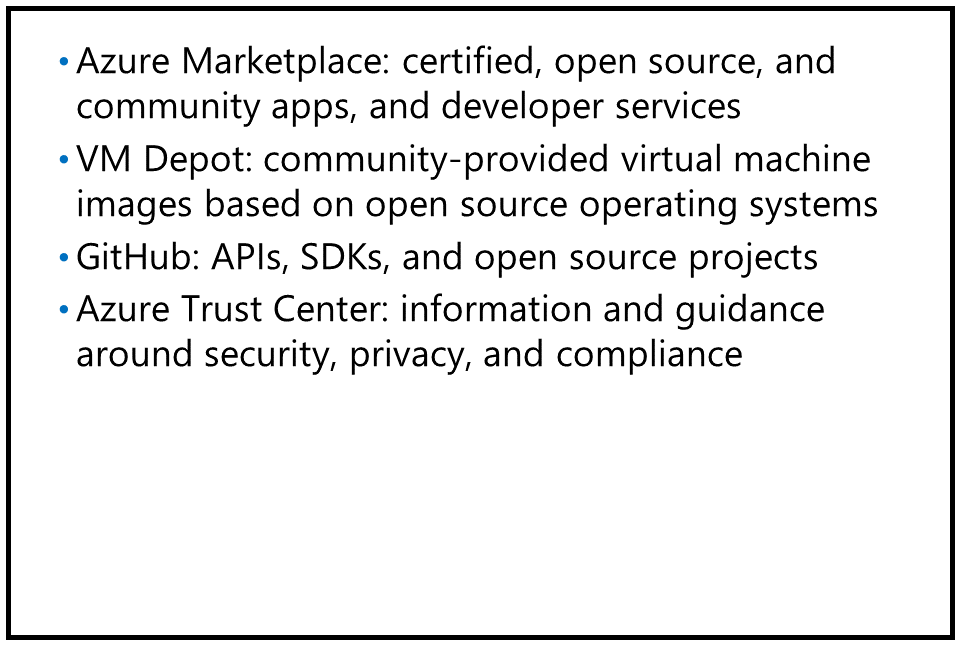 • Azure Marketplace: certified, open source, and
community apps, and developer services
• VM Depot: community-provided virtual machine
images based on open source operating systems
• GitHub: APIs, SDKs, and open source projects
• Azure Trust Center: information and guidance
around security, privacy, and compliance